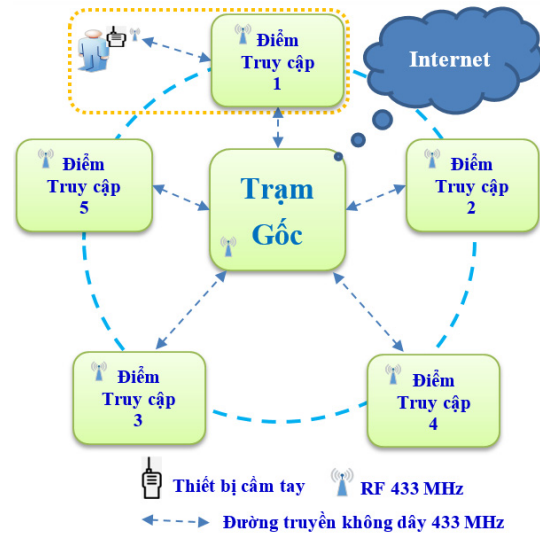 Điểm
Truy cập
1
Internet
Điểm
Truy cập
5
Trạm
Gốc
Điểm
Truy cập
2
Điểm
Truy cập
3
Điểm
Truy cập
4
Thiết bị cầm tay
RF 433 MHz
Đường truyền không dây 433 MHz